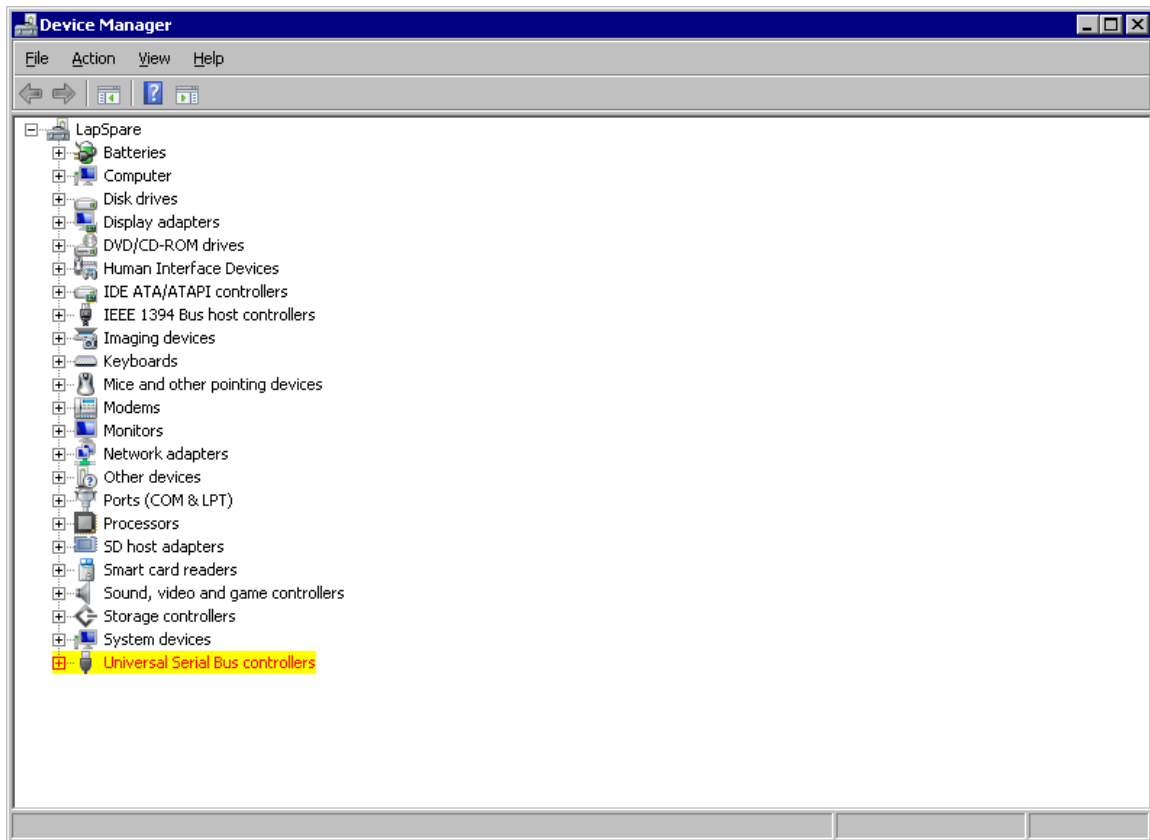 Device Manager
File Action View Help
LapSpare
Batteries
Computer
Disk drives
Display adapters
DVD/CD-ROM drives
Human Interface Devices
IDE ATA/ATAPI controllers
IEEE 1394 Bus host controllers
Imaging devices
Keyboards
Mice and other pointing devices
Modems
Monitors
Network adapters
Other devices
Ports (COM & LPT)
Processors
SD host adapters
Smart card readers
Sound, video and game controllers
Storage controllers
System devices
Universal Serial Bus controllers